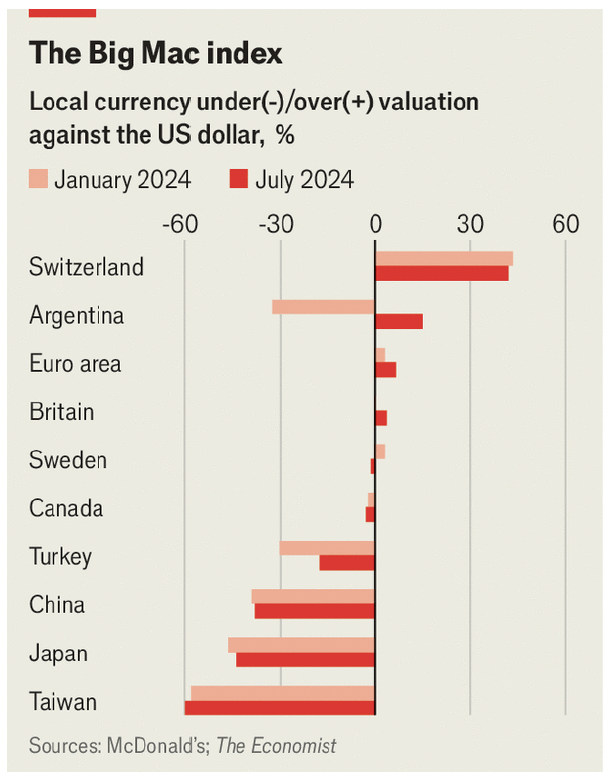 The Big Mac index
Local currency under(-)/over(+) valuation
against the US dollar, %
January 2024 July 2024
-60 -30 0 30 60
Switzerland
Argentina
Euro area
Britain
Sweden
Canada
Turkey
China
Japan
Taiwan
Sources: McDonald’s; The Economist